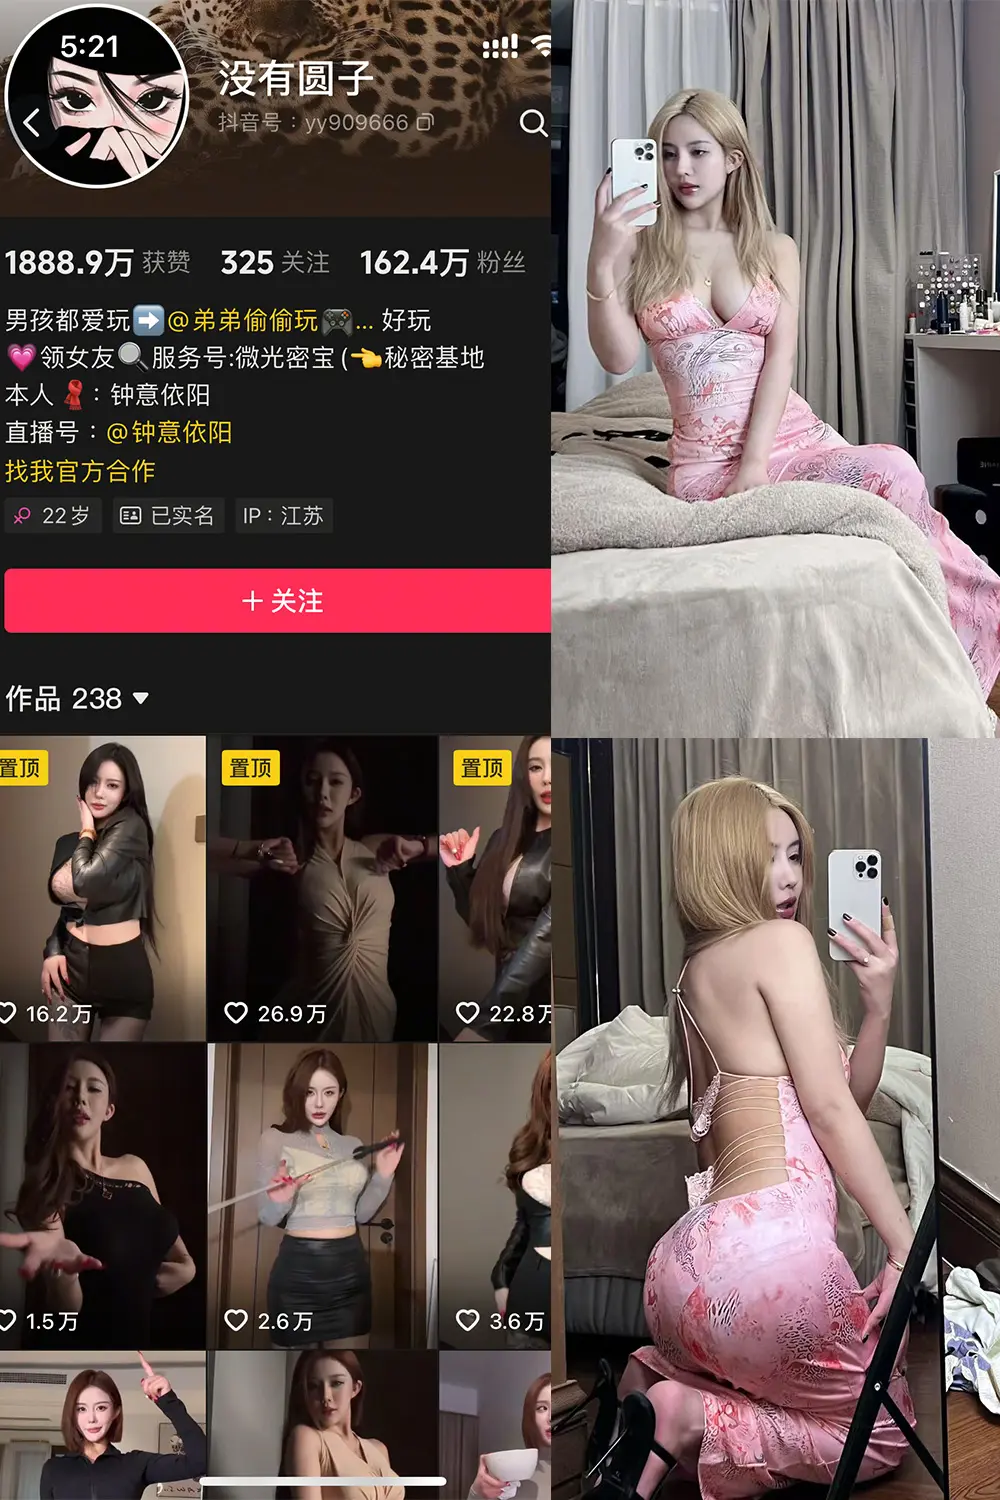 5:21
没有圆子
抖音号：yy909666
1888.9万 获赞 325 关注 162.4万 粉丝
男孩都爱玩➡️@弟弟偷偷玩🎮... 好玩
💗领女友🔍服务号:微光密宝 (👈秘密基地
本人🧣：钟意依阳
直播号：@钟意依阳
找我官方合作
22岁 已实名 IP：江苏
+ 关注
作品 238
置顶 置顶 置顶
16.2万 26.9万 22.8万
1.5万 2.6万 3.6万